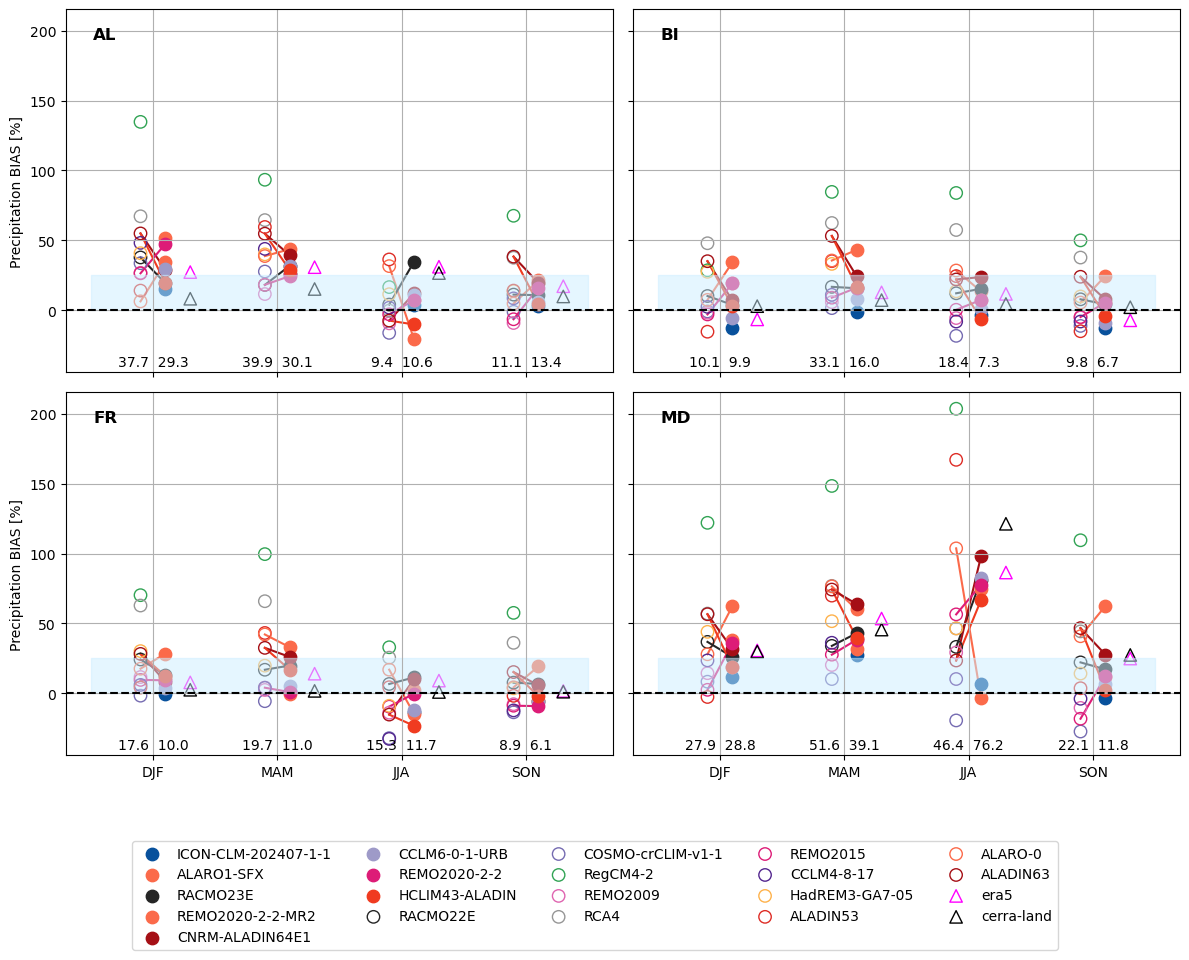 AL
BI
200
150
100
50
0
Precipitation BIAS [%]
37.7 29.3 39.9 30.1 9.4 10.6 11.1 13.4
10.1 9.9 33.1 16.0 18.4 7.3 9.8 6.7
FR
MD
200
150
100
50
0
Precipitation BIAS [%]
17.6 10.0 19.7 11.0 15.3 11.7 8.9 6.1
27.9 28.8 51.6 39.1 46.4 76.2 22.1 11.8
DJF MAM JJA SON
DJF MAM JJA SON
ICON-CLM-202407-1-1
ALARO1-SFX
RACMO23E
REMO2020-2-2-MR2
CNRM-ALADIN64E1
CCLM6-0-1-URB
REMO2020-2-2
HCLIM43-ALADIN
RACMO22E
COSMO-crCLIM-v1-1
RegCM4-2
REMO2009
RCA4
REMO2015
CCLM4-8-17
HadREM3-GA7-05
ALADIN53
ALARO-0
ALADIN63
era5
cerra-land